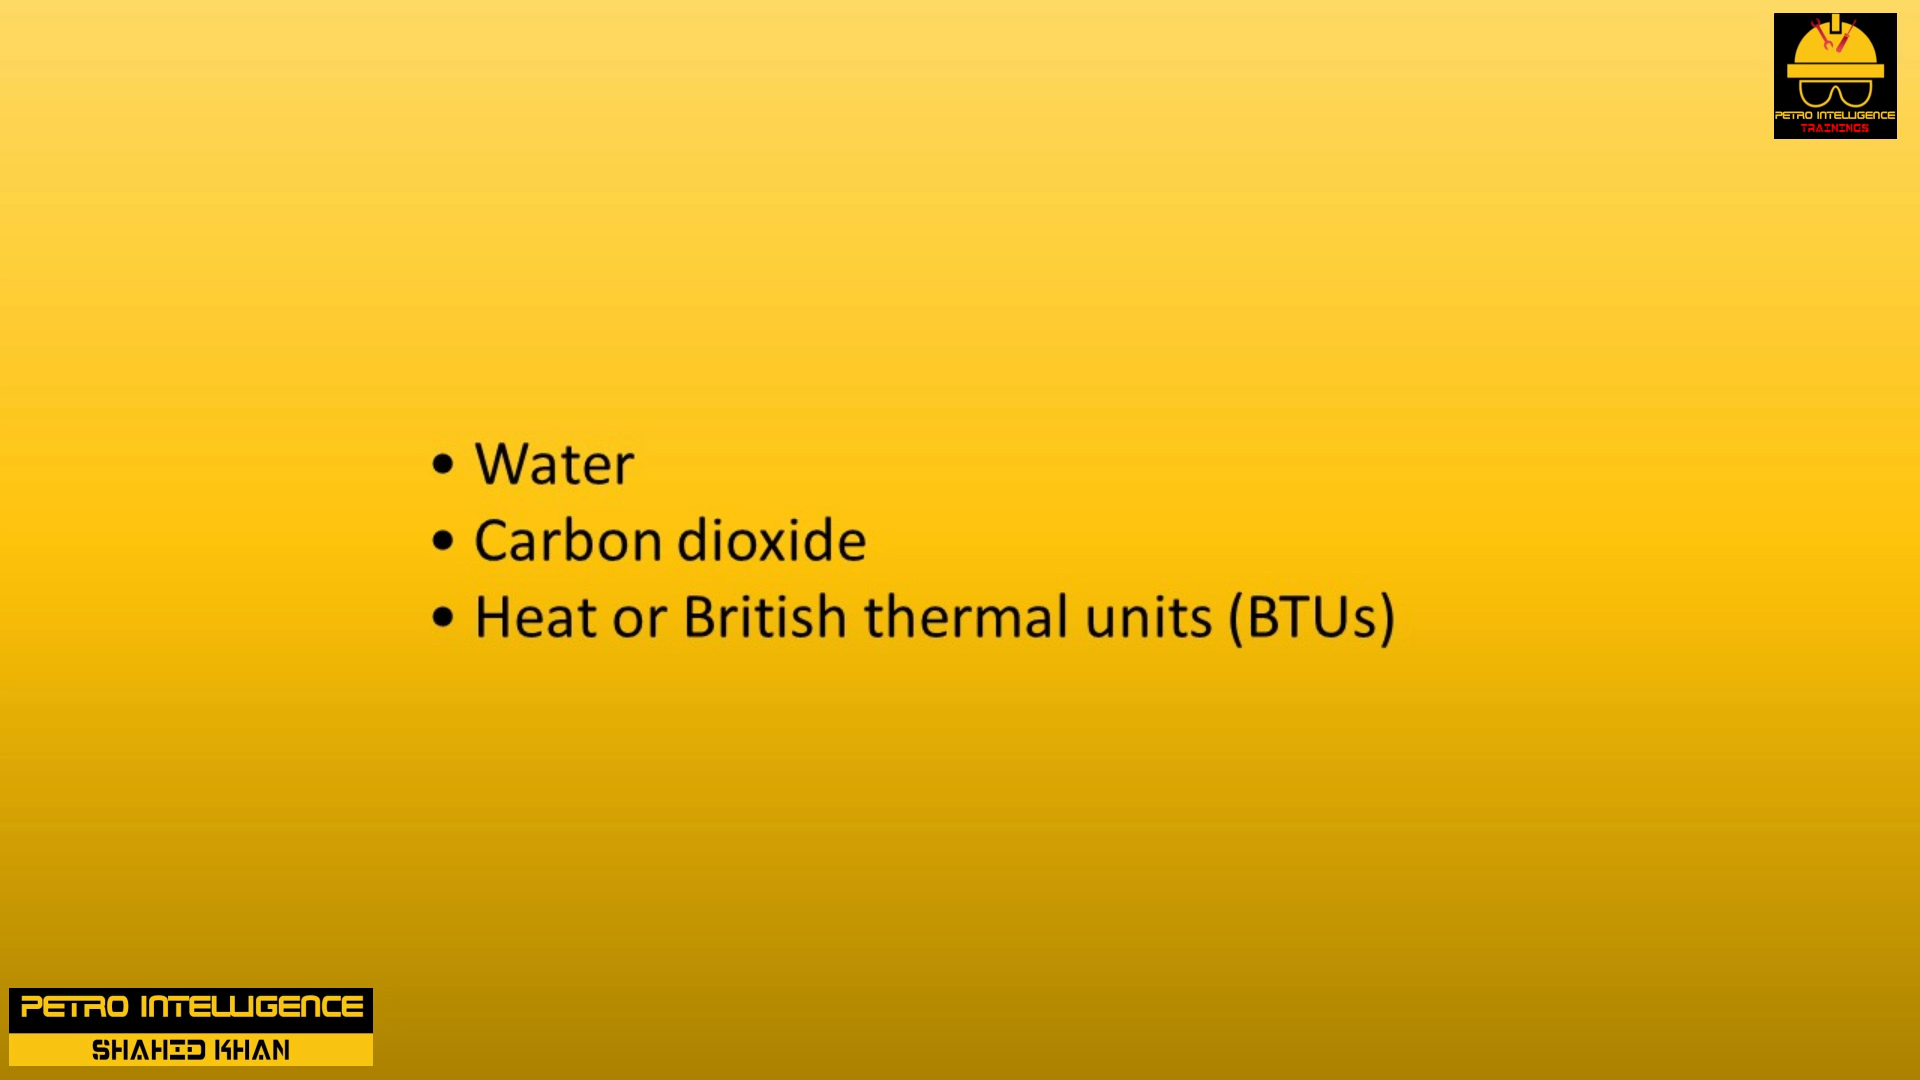 PETRO INTELLIGENCE
TRAININGS
• Water
• Carbon dioxide
• Heat or British thermal units (BTUs)
PETRO INTELLIGENCE
SHAHID KHAN